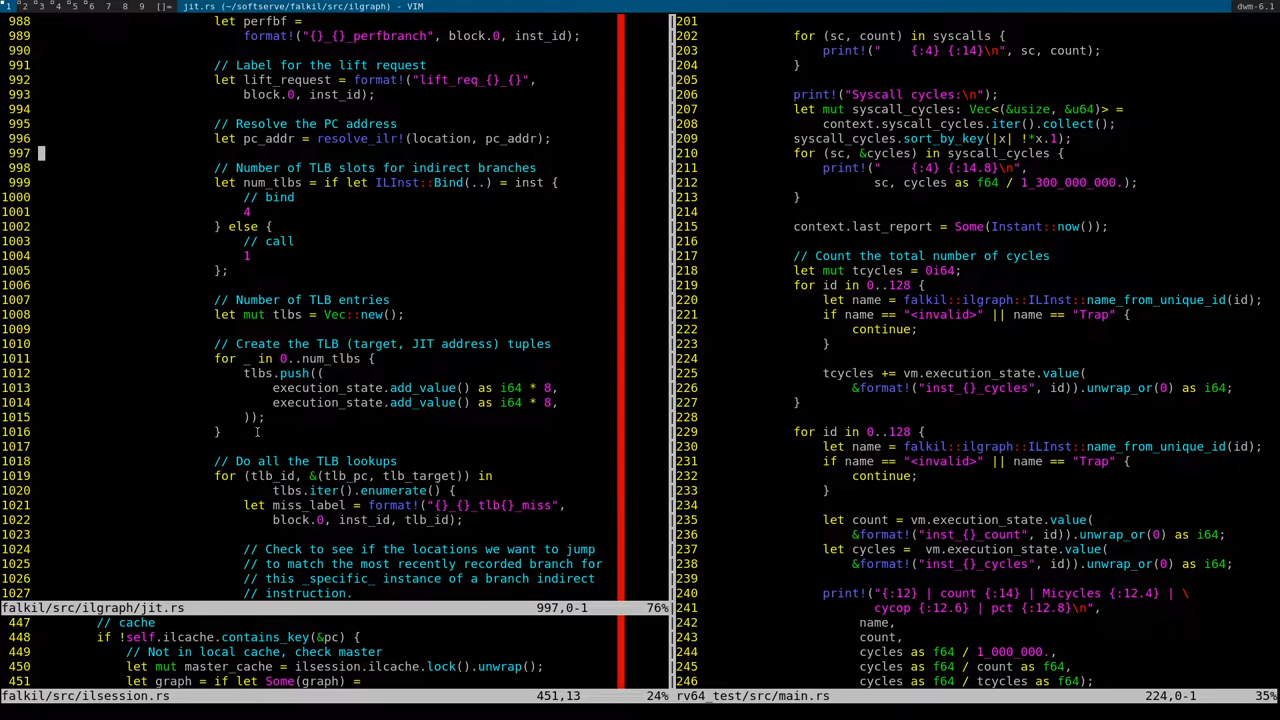 1 2 3 4 5 6 7 8 9 []= jit.rs (~/softserve/falkil/src/ilgraph) - VIM dwm-6.1
988 let perfbf =
989 format!("{}_{}_perfbranch", block.0, inst_id);
990
991 // Label for the lift request
992 let lift_request = format!("lift_req_{}_{}",
993 block.0, inst_id);
994
995 // Resolve the PC address
996 let pc_addr = resolve_ilr!(location, pc_addr);
997
998 // Number of TLB slots for indirect branches
999 let num_tlbs = if let ILInst::Bind(..) = inst {
1000 // bind
1001 4
1002 } else {
1003 // call
1004 1
1005 };
1006
1007 // Number of TLB entries
1008 let mut tlbs = Vec::new();
1009
1010 // Create the TLB (target, JIT address) tuples
1011 for _ in 0..num_tlbs {
1012 tlbs.push((
1013 execution_state.add_value() as i64 * 8,
1014 execution_state.add_value() as i64 * 8,
1015 ));
1016 }
1017
1018 // Do all the TLB lookups
1019 for (tlb_id, &(tlb_pc, tlb_target)) in
1020 tlbs.iter().enumerate() {
1021 let miss_label = format!("{}_{}_tlb{}_miss",
1022 block.0, inst_id, tlb_id);
1023
1024 // Check to see if the locations we want to jump
1025 // to match the most recently recorded branch for
1026 // this _specific_ instance of a branch indirect
1027 // instruction.
falkil/src/ilgraph/jit.rs 997,0-1 76%
447 // cache
448 if !self.ilcache.contains_key(&pc) {
449 // Not in local cache, check master
450 let mut master_cache = ilsession.ilcache.lock().unwrap();
451 let graph = if let Some(graph) =
falkil/src/ilsession.rs 451,13 24%
201
202 for (sc, count) in syscalls {
203 print!("    {:4} {:14}\n", sc, count);
204 }
205
206 print!("Syscall cycles:\n");
207 let mut syscall_cycles: Vec<(&usize, &u64)> =
208 context.syscall_cycles.iter().collect();
209 syscall_cycles.sort_by_key(|x| !*x.1);
210 for (sc, &cycles) in syscall_cycles {
211 print!("    {:4} {:14.8}\n",
212 sc, cycles as f64 / 1_300_000_000.);
213 }
214
215 context.last_report = Some(Instant::now());
216
217 // Count the total number of cycles
218 let mut tcycles = 0i64;
219 for id in 0..128 {
220 let name = falkil::ilgraph::ILInst::name_from_unique_id(id);
221 if name == "<invalid>" || name == "Trap" {
222 continue;
223 }
224
225 tcycles += vm.execution_state.value(
226 &format!("inst_{}_cycles", id)).unwrap_or(0) as i64;
227 }
228
229 for id in 0..128 {
230 let name = falkil::ilgraph::ILInst::name_from_unique_id(id);
231 if name == "<invalid>" || name == "Trap" {
232 continue;
233 }
234
235 let count = vm.execution_state.value(
236 &format!("inst_{}_count", id)).unwrap_or(0) as i64;
237 let cycles =  vm.execution_state.value(
238 &format!("inst_{}_cycles", id)).unwrap_or(0) as i64;
239
240 print!("{:12} | count {:14} | Micycles {:12.4} | \
241 cycop {:12.6} | pct {:12.8}\n",
242 name,
243 count,
244 cycles as f64 / 1_000_000.,
245 cycles as f64 / count as f64,
246 cycles as f64 / tcycles as f64);
rv64_test/src/main.rs 224,0-1 35%